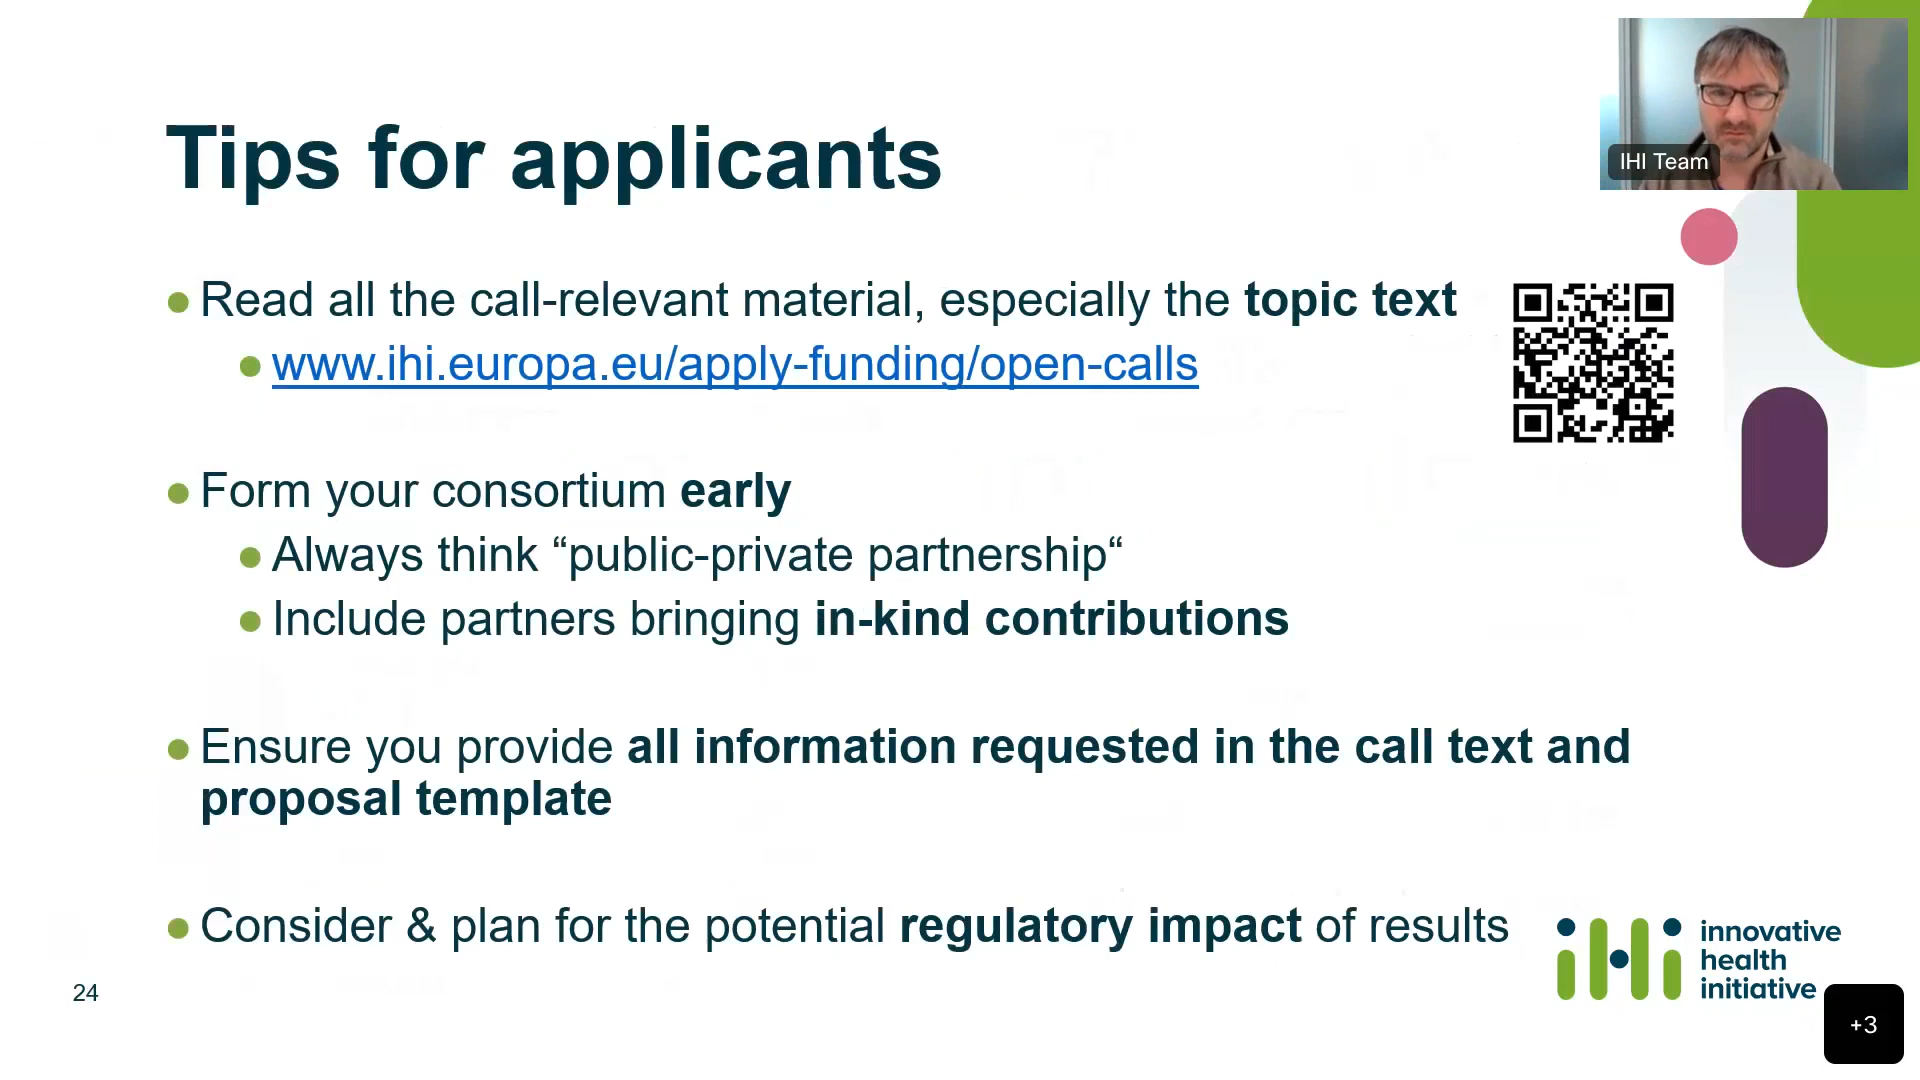 Tips for applicants
IHI Team
Read all the call-relevant material, especially the topic text
www.ihi.europa.eu/apply-funding/open-calls
Form your consortium early
Always think “public-private partnership“
Include partners bringing in-kind contributions
Ensure you provide all information requested in the call text and
proposal template
Consider & plan for the potential regulatory impact of results
24
iHi
innovative
health
initiative
+3